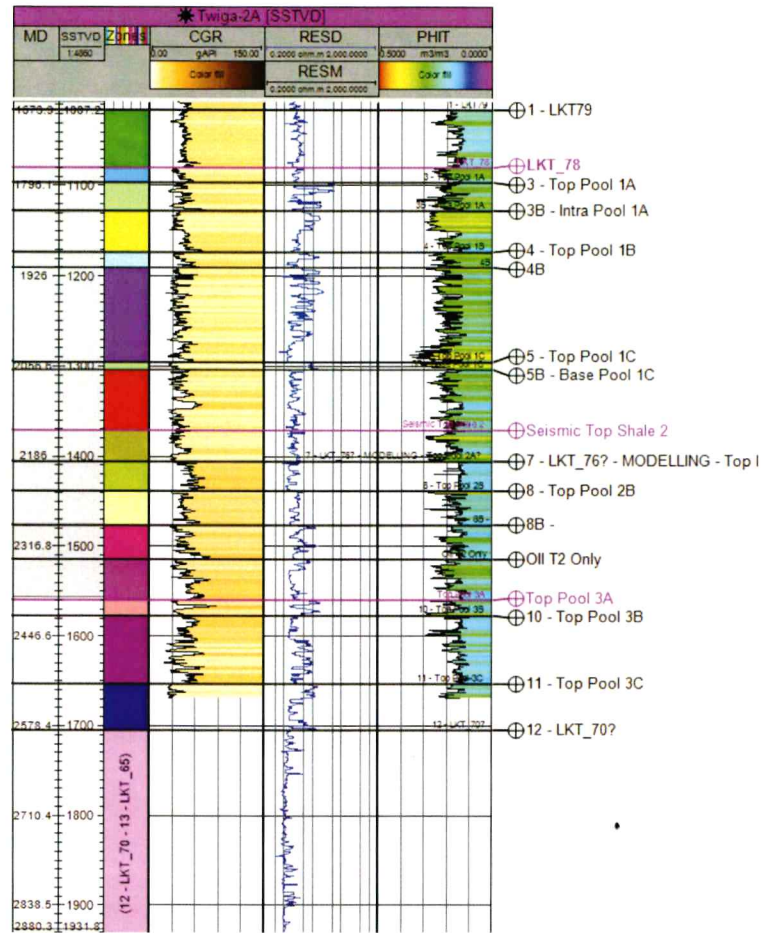 Twiga-2A [SSTVD]
MD SSTVD Zones CGR RESD PHIT
1:4860 0.00 gAPI 150.00 0.2000 ohm.m 2,000.0000 0.5000 m3/m3 0.0000
Color fill RESM Color fill
0.2000 ohm.m 2,000.0000
1 - LKT79
LKT_78
3 - Top Pool 1A
1796.1 1100
3B - Intra Pool 1A
4 - Top Pool 1B
4B
1926 1200
5 - Top Pool 1C
2055.6 1300
5B - Base Pool 1C
Seismic Top Shale 2
2186 1400
7 - LKT_76? - MODELLING - Top I
8 - Top Pool 2B
8B -
2316.8 1500
OIl T2 Only
Top Pool 3A
10 - Top Pool 3B
2446.6 1600
11 - Top Pool 3C
2578.4 1700
12 - LKT_70?
(12 - LKT_70 - 13 - LKT_65)
2710.4 1800
2838.5 1900
2880.3 1931.8